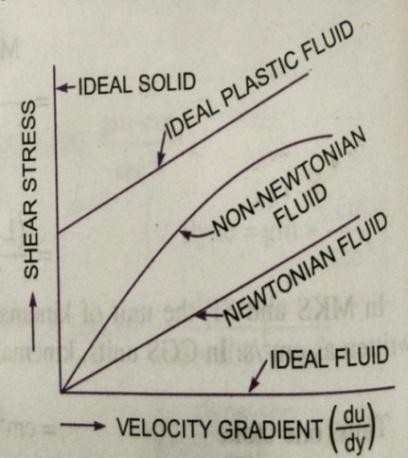 IDEAL SOLID
IDEAL PLASTIC FLUID
NON-NEWTONIAN
FLUID
NEWTONIAN FLUID
IDEAL FLUID
SHEAR STRESS
VELOCITY GRADIENT (du/dy)